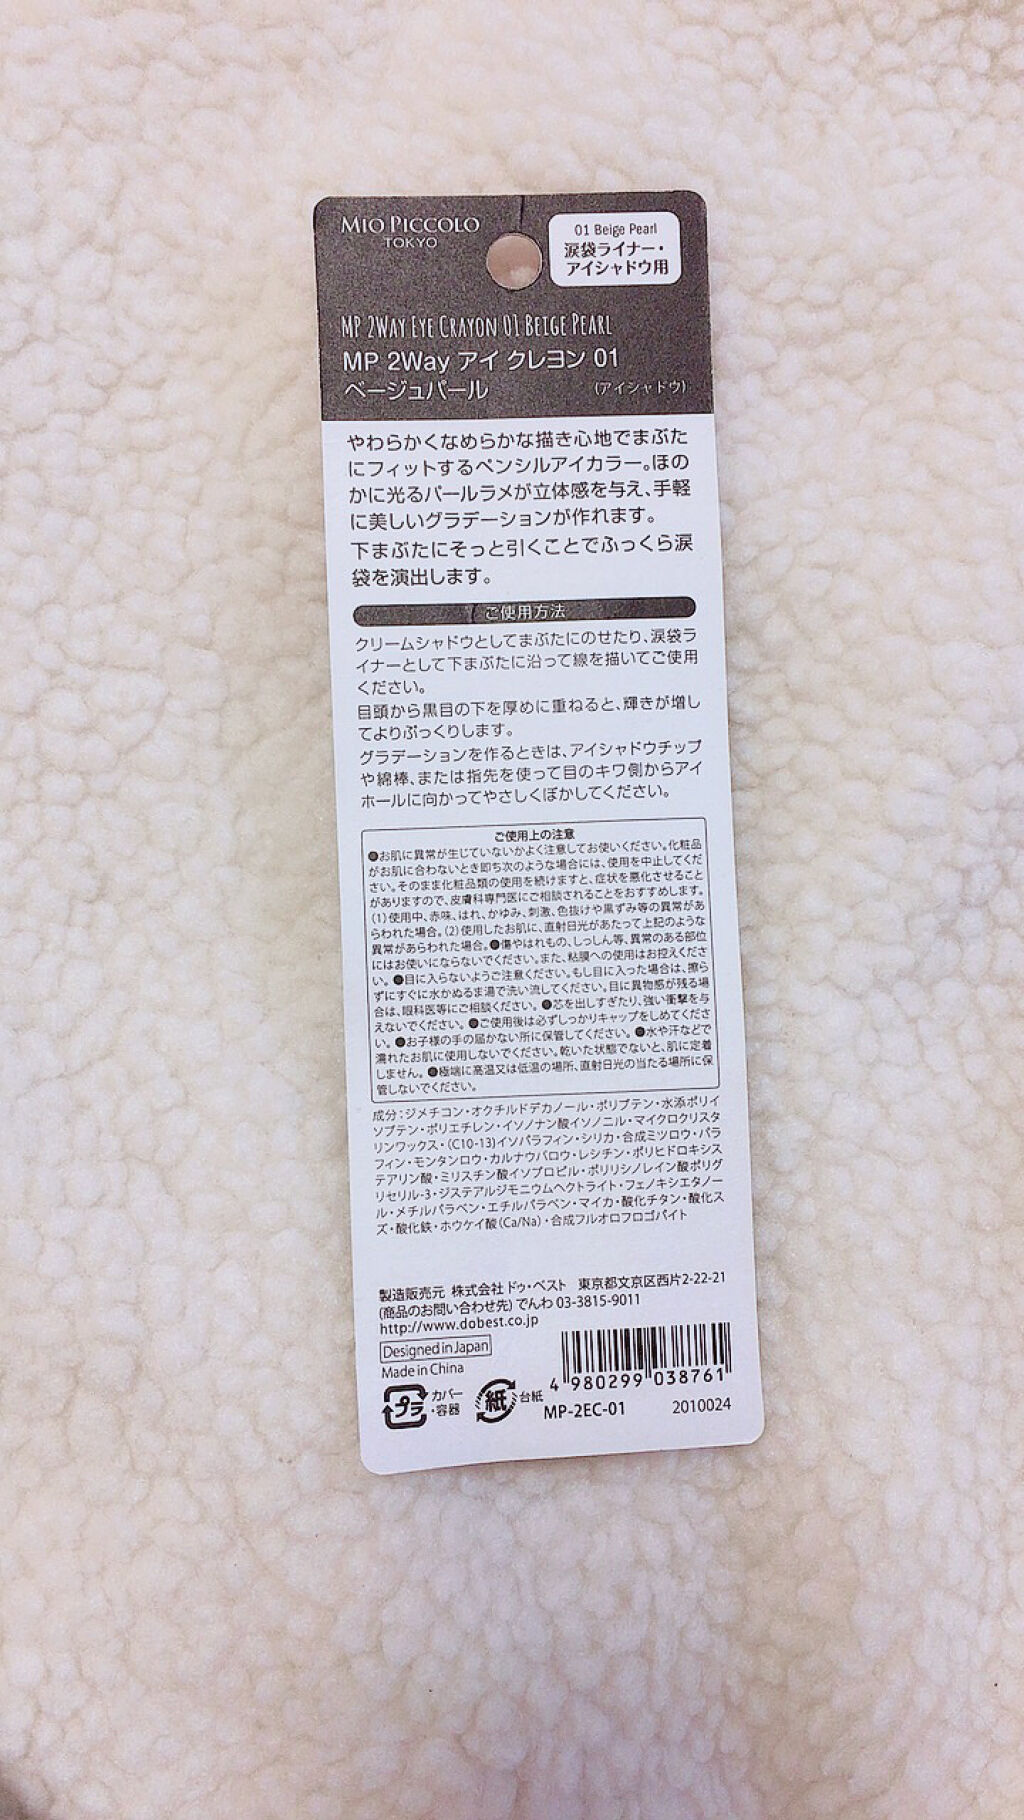 MIO PICCOLO
TOKYO
01 Beige Pearl
涙袋ライナー・
アイシャドウ用
MP 2WAY EYE CRAYON 01 BEIGE PEARL
MP 2Way アイ クレヨン 01
ベージュパール
(アイシャドウ)
やわらかくなめらかな描き心地でまぶた
にフィットするペンシルアイカラー。ほの
かに光るパールラメが立体感を与え、手軽
に美しいグラデーションが作れます。
下まぶたにそっと引くことでふっくら涙
袋を演出します。
ご使用方法
クリームシャドウとしてまぶたにのせたり、涙袋ラ
イナーとして下まぶたに沿って線を描いてご使用
ください。
目頭から黒目の下を厚めに重ねると、輝きが増し
てよりぷっくりします。
グラデーションを作るときは、アイシャドウチップ
や綿棒、または指先を使って目のキワ側からアイ
ホールに向かってやさしくぼかしてください。
ご使用上の注意
●お肌に異常が生じていないかよく注意してお使いください。化粧品
がお肌に合わないとき即ち次のような場合には、使用を中止してくだ
さい。そのまま化粧品類の使用を続けますと、症状を悪化させること
がありますので、皮膚科専門医にご相談されることをおすすめします。
(1)使用中、赤味、はれ、かゆみ、刺激、色抜けや黒ずみ等の異常があ
らわれた場合。(2)使用したお肌に、直射日光があたって上記のような
異常があらわれた場合。●傷やはれもの、しっしん等、異常のある部位
にはお使いにならないでください。また、粘膜への使用はお控えくださ
い。●目に入らないようご注意ください。もし目に入った場合は、擦ら
ずにすぐに水かぬるま湯で洗い流してください。目に異物感が残る場
合は、眼科医等にご相談ください。●芯を出しすぎたり、強い衝撃を与
えないでください。●ご使用後は必ずしっかりキャップをしめてくださ
い。●お子様の手の届かない所に保管してください。●水や汗などで
濡れたお肌に使用しないでください。乾いた状態でないと、肌に定着
しません。●極端に高温又は低温の場所、直射日光の当たる場所に保
管しないでください。
成分:ジメチコン・オクチルドデカノール・ポリブテン・水添ポリイ
ソブテン・ポリエチレン・イソノナン酸イソノニル・マイクロクリスタ
リンワックス・(C10-13)イソパラフィン・シリカ・合成ミツロウ・パラ
フィン・モンタンロウ・カルナウバロウ・レシチン・ポリヒドロキシス
テアリン酸・ミリスチン酸イソプロピル・ポリリシノレイン酸ポリグ
リセリル-3・ジステアルジモニウムヘクトライト・フェノキシエタノー
ル・メチルパラベン・エチルパラベン・マイカ・酸化チタン・酸化ス
ズ・酸化鉄・ホウケイ酸(Ca/Na)・合成フルオロフロゴパイト
製造販売元 株式会社 ドゥ・ベスト 東京都文京区西片2-22-21
(商品のお問い合わせ先) でんわ 03-3815-9011
http://www.dobest.co.jp
Designed in Japan
Made in China
プラ
カバー
・容器
紙
台紙
4 980299 038761
MP-2EC-01
2010024